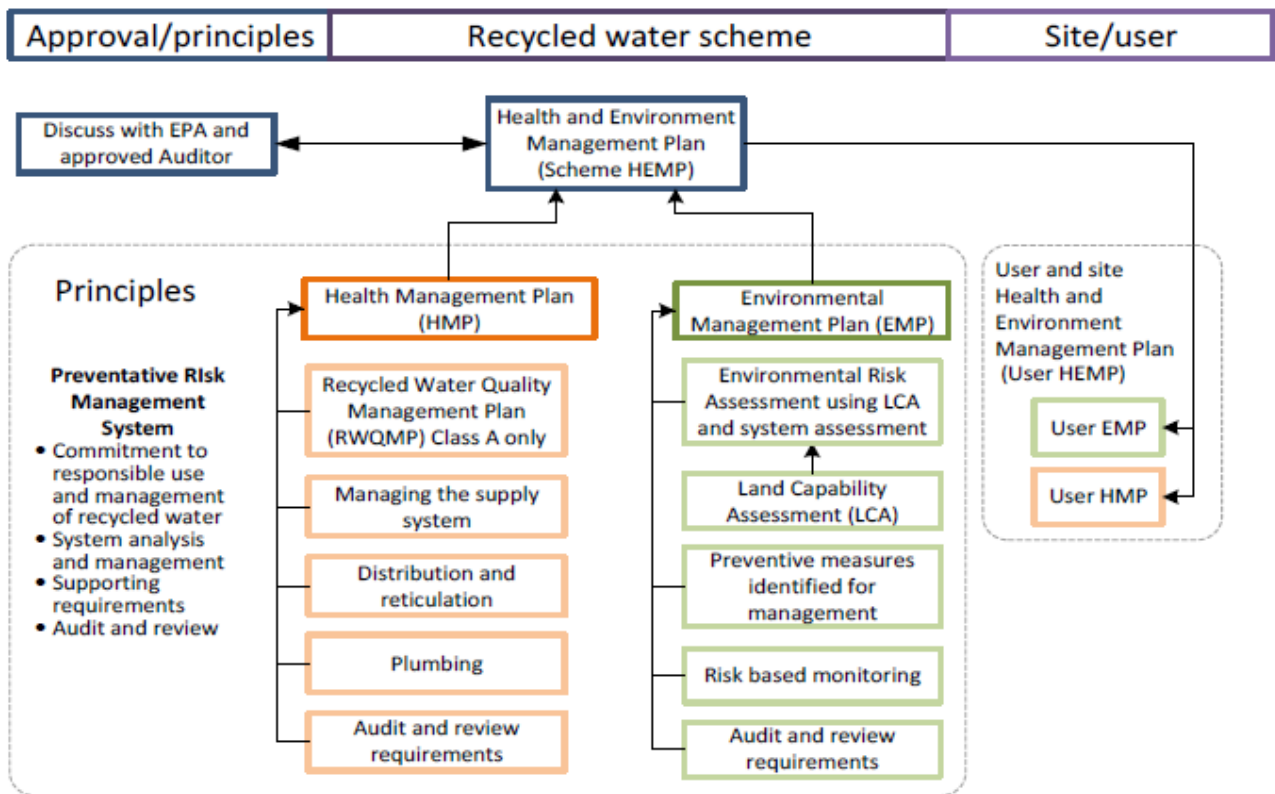 Approval/principles
Recycled water scheme
Site/user
Discuss with EPA and
approved Auditor
Health and Environment
Management Plan
(Scheme HEMP)
Principles
Preventative RIsk
Management
System
• Commitment to
responsible use
and management
of recycled water
• System analysis
and management
• Supporting
requirements
• Audit and review
Health Management Plan
(HMP)
Recycled Water Quality
Management Plan
(RWQMP) Class A only
Managing the supply
system
Distribution and
reticulation
Plumbing
Audit and review
requirements
Environmental
Management Plan (EMP)
Environmental Risk
Assessment using LCA
and system assessment
Land Capability
Assessment (LCA)
Preventive measures
identified for
management
Risk based monitoring
Audit and review
requirements
User and site
Health and
Environment
Management Plan
(User HEMP)
User EMP
User HMP